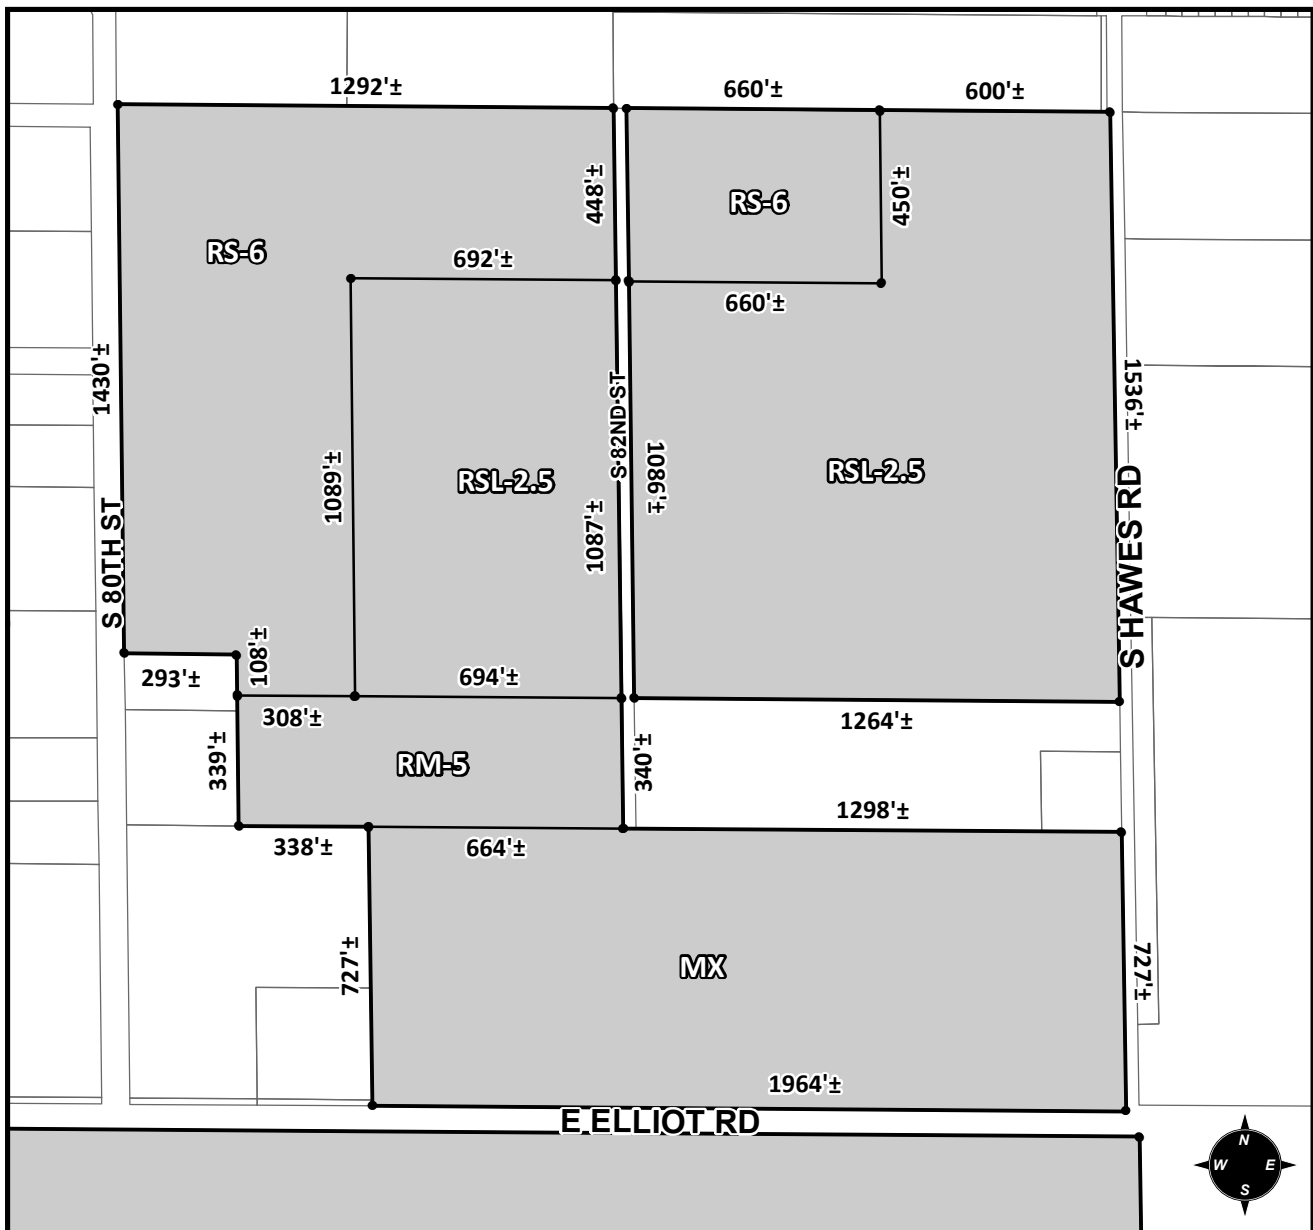 1292'±
660'±
600'±
448'±
450'±
RS-6
RS-6
692'±
660'±
1430'±
1536'±
S 82ND ST
1089'±
RSL-2.5
1086'±
RSL-2.5
1087'±
S 80TH ST
S HAWES RD
108'±
293'±
694'±
308'±
1264'±
339'±
RM-5
340'±
1298'±
338'±
664'±
727'±
MX
727'±
1964'±
E ELLIOT RD
N
W
E
S